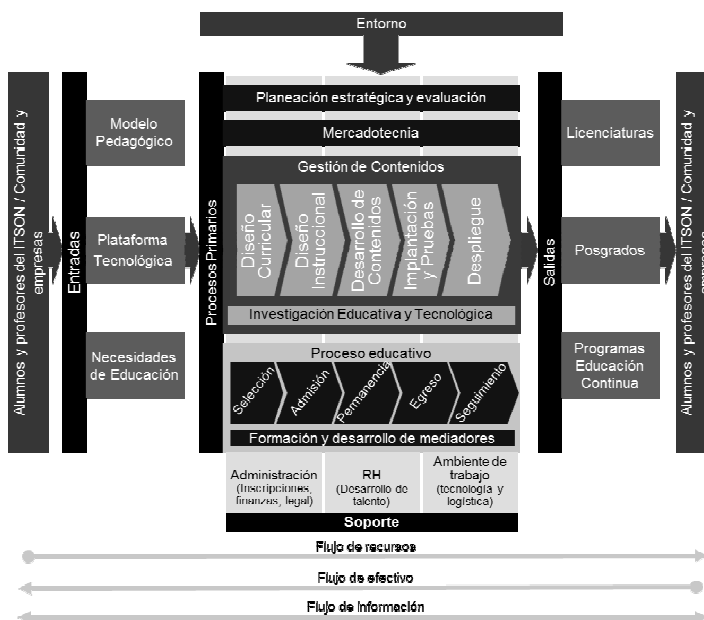 Entorno
Alumnos y profesores del ITSON / Comunidad y
empresas
Entradas
Modelo
Pedagógico
Plataforma
Tecnológica
Necesidades
de Educación
Procesos Primarios
Planeación estratégica y evaluación
Mercadotecnia
Gestión de Contenidos
Diseño
Curricular
Diseño
Instruccional
Desarrollo de
Contenidos
Implantación
y Pruebas
Despliegue
Investigación Educativa y Tecnológica
Proceso educativo
Selección
Admisión
Permanencia
Egreso
Seguimiento
Formación y desarrollo de mediadores
Administración
(Inscripciones,
finanzas, legal)
RH
(Desarrollo de
talento)
Ambiente de
trabajo
(tecnología y
logística)
Soporte
Salidas
Licenciaturas
Posgrados
Programas
Educación
Continua
Alumnos y profesores del ITSON / Comunidad y
empresas
Flujo de recursos
Flujo de efectivo
Flujo de información